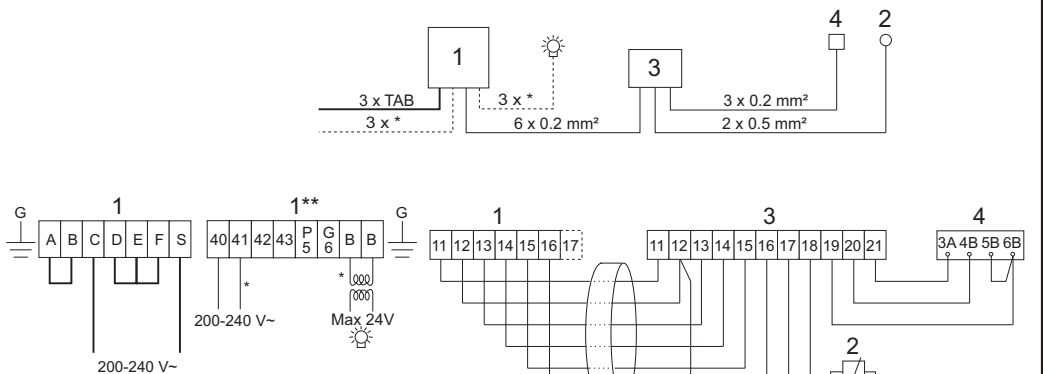 4 2
1
3
3 x TAB
3 x *
3 x 0.2 mm²
3 x *
6 x 0.2 mm²
2 x 0.5 mm²
G 1 1** G 1 3 4
A B C D E F S
40 41 42 43 P5 G6 B B
11 12 13 14 15 16 17
11 12 13 14 15 16 17 18 19 20 21
3A 4B 5B 6B
*
*
200-240 V~
Max 24V
2
200-240 V~